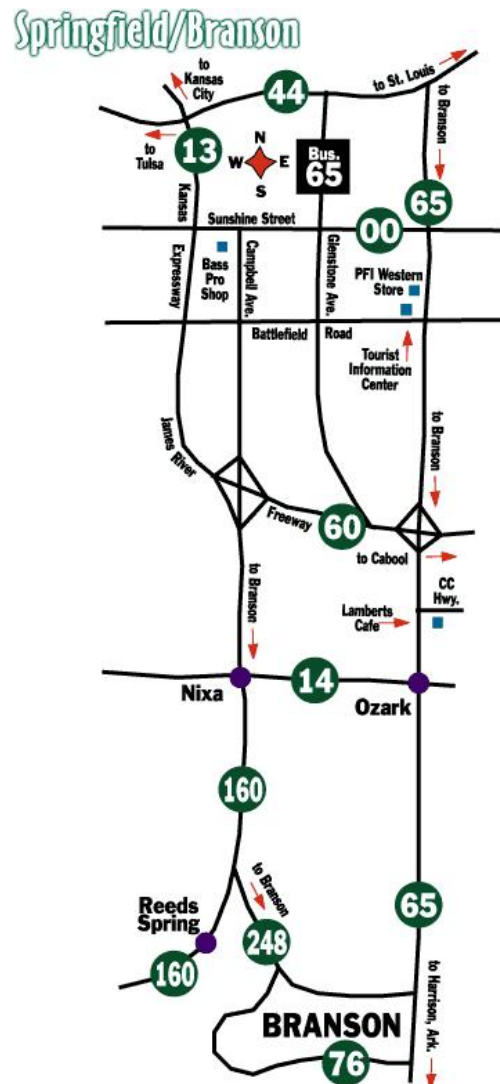 Springfield/Branson
to
Kansas
City
44
to St. Louis
to Branson
to
Tulsa
13
N
W E
S
Bus.
65
65
Kansas
Expressway
Sunshine Street
00
Bass
Pro
Shop
Campbell Ave.
Glenstone Ave.
PFI Western
Store
Battlefield Road
Tourist
Information
Center
James River
Freeway
to Branson
60
to Cabool
to Branson
CC
Hwy.
Lamberts
Cafe
Nixa
14
Ozark
160
to Branson
Reeds
Spring
248
65
160
BRANSON
76
to Harrison, Ark.